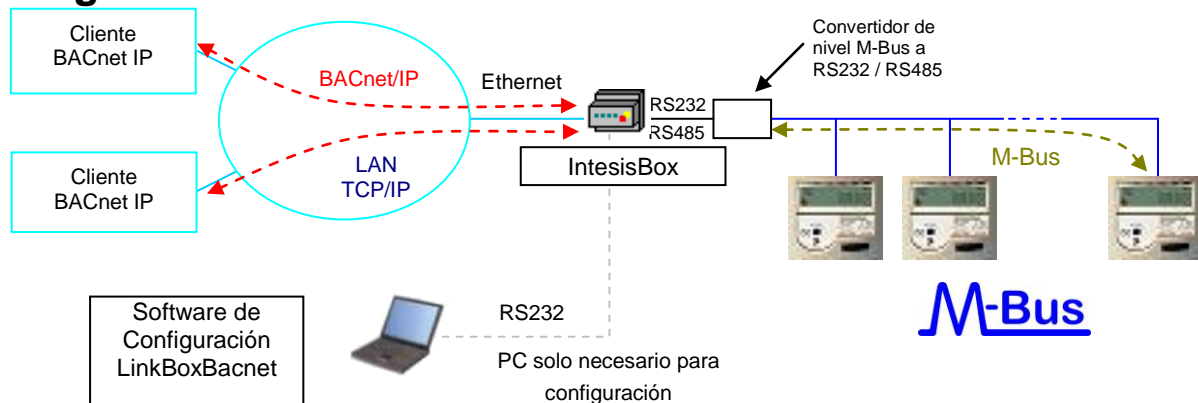 Cliente
BACnet IP
BACnet/IP
Ethernet
Convertidor de
nivel M-Bus a
RS232 / RS485
RS232
RS485
IntesisBox
M-Bus
Cliente
BACnet IP
LAN
TCP/IP
M-Bus
Software de
Configuración
LinkBoxBacnet
RS232
PC solo necesario para
configuración